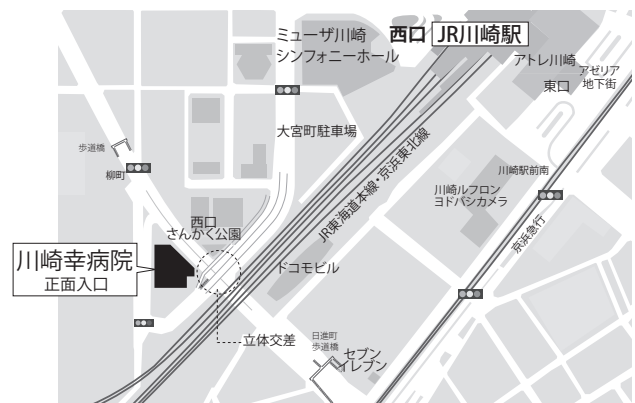 ミューザ川崎
シンフォニーホール
西口 JR川崎駅
アトレ川崎
東口
アゼリア
地下街
大宮町駐車場
歩道橋
柳町
JR東海道本線・京浜東北線
川崎駅前南
川崎ルフロン
ヨドバシカメラ
京浜急行
西口
さんかく公園
川崎幸病院
正面入口
ドコモビル
立体交差
日進町
歩道橋
セブン
イレブン